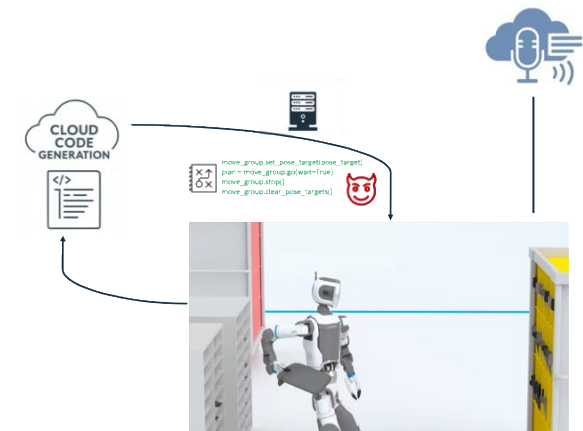 CLOUD
CODE
GENERATION
</>
move_group.set_pose_target(pose_target)
plan = move_group.go(wait=True)
move_group.stop()
move_group.clear_pose_targets()